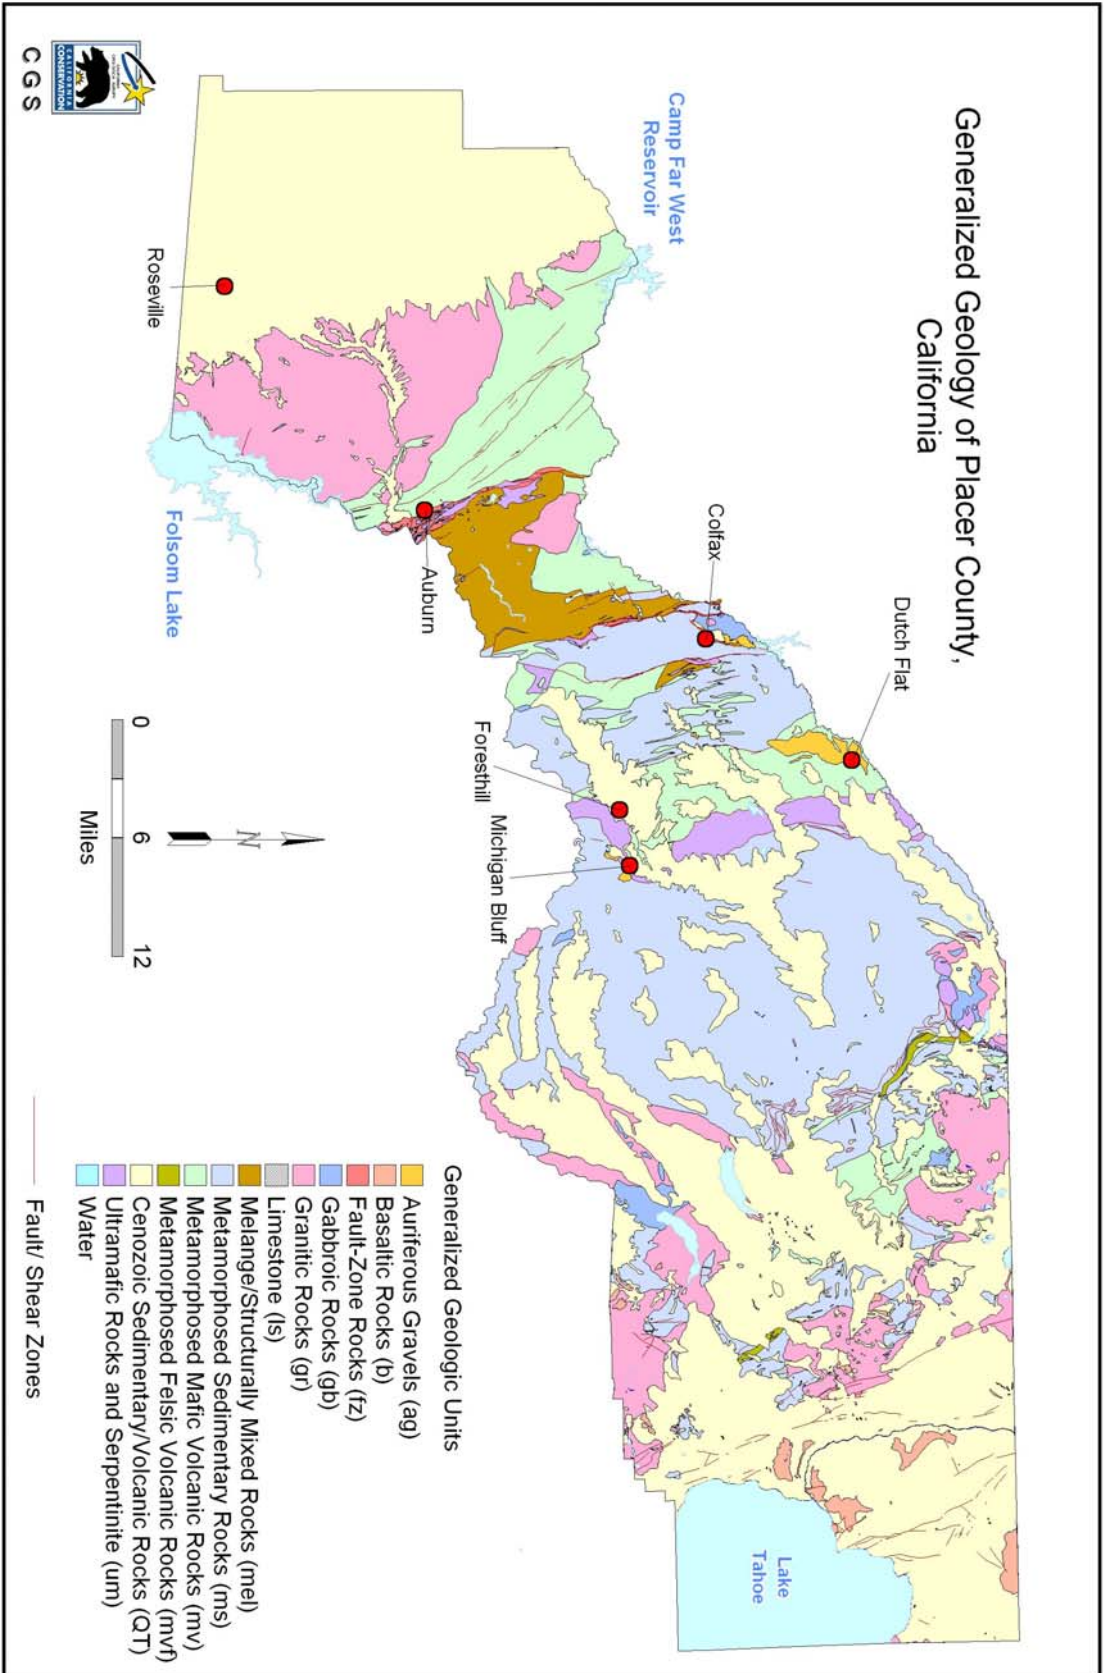 Generalized Geology of Placer County,
California
Camp Far West
Reservoir
Dutch Flat
Colfax
Auburn
Roseville
Folsom Lake
Foresthill
Michigan Bluff
Lake
Tahoe
0
6
12
Miles
N
Generalized Geologic Units
Auriferous Gravels (ag)
Basaltic Rocks (b)
Fault-Zone Rocks (fz)
Gabbroic Rocks (gb)
Granitic Rocks (gr)
Limestone (ls)
Melange/Structurally Mixed Rocks (mel)
Metamorphosed Sedimentary Rocks (ms)
Metamorphosed Mafic Volcanic Rocks (mv)
Metamorphosed Felsic Volcanic Rocks (mvf)
Cenozoic Sedimentary/Volcanic Rocks (QT)
Ultramafic Rocks and Serpentinite (um)
Water
Fault/ Shear Zones
CALIFORNIA
CONSERVATION
CGS